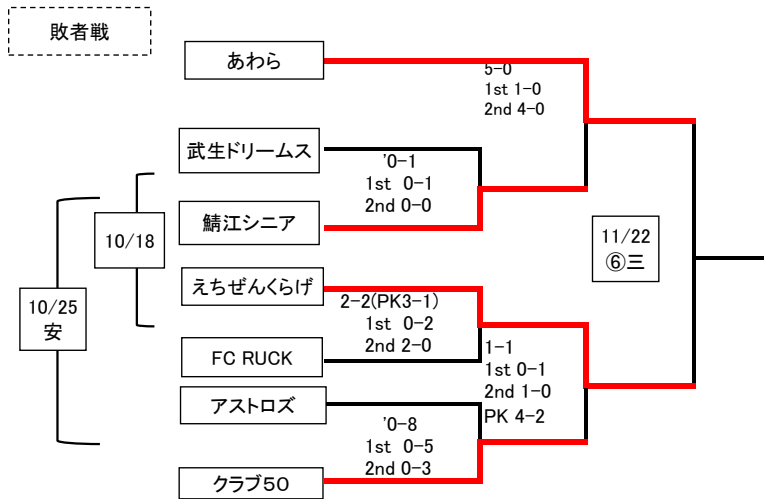 敗者戦
あわら
5-0
1st 1-0
2nd 4-0
武生ドリームス
'0-1
1st 0-1
2nd 0-0
鯖江シニア
10/18
11/22
⑥三
えちぜんくらげ
2-2(PK3-1)
1st 0-2
2nd 2-0
10/25
安
FC RUCK
1-1
1st 0-1
2nd 1-0
PK 4-2
アストロズ
'0-8
1st 0-5
2nd 0-3
クラブ50